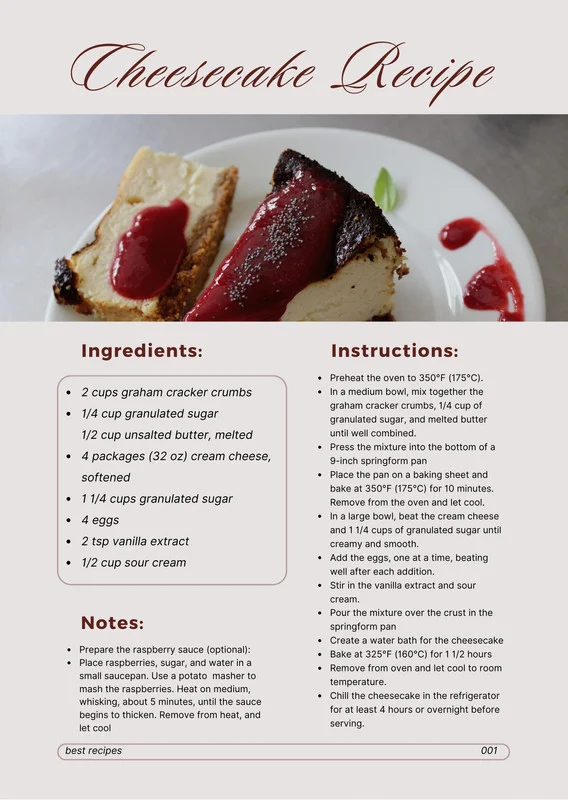 Cheesecake Recipe
Ingredients:
• 2 cups graham cracker crumbs
• 1/4 cup granulated sugar
1/2 cup unsalted butter, melted
• 4 packages (32 oz) cream cheese,
softened
• 1 1/4 cups granulated sugar
• 4 eggs
• 2 tsp vanilla extract
• 1/2 cup sour cream
Notes:
• Prepare the raspberry sauce (optional):
• Place raspberries, sugar, and water in a
small saucepan. Use a potato  masher to
mash the raspberries. Heat on medium,
whisking, about 5 minutes, until the sauce
begins to thicken. Remove from heat, and
let cool
Instructions:
• Preheat the oven to 350°F (175°C).
• In a medium bowl, mix together the
graham cracker crumbs, 1/4 cup of
granulated sugar, and melted butter
until well combined.
• Press the mixture into the bottom of a
9-inch springform pan
• Place the pan on a baking sheet and
bake at 350°F (175°C) for 10 minutes.
Remove from the oven and let cool.
• In a large bowl, beat the cream cheese
and 1 1/4 cups of granulated sugar until
creamy and smooth.
• Add the eggs, one at a time, beating
well after each addition.
• Stir in the vanilla extract and sour
cream.
• Pour the mixture over the crust in the
springform pan
• Create a water bath for the cheesecake
• Bake at 325°F (160°C) for 1 1/2 hours
• Remove from oven and let cool to room
temperature.
• Chill the cheesecake in the refrigerator
for at least 4 hours or overnight before
serving.
best recipes
001